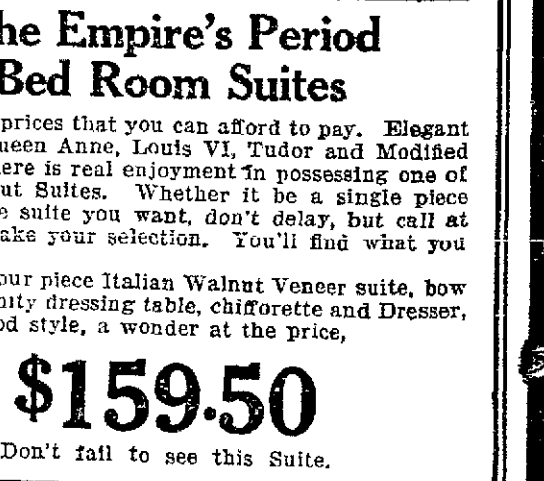 he Empire's Period
Bed Room Suites
prices that you can afford to pay. Elegant
ueen Anne, Louis VI, Tudor and Modified
ere is real enjoyment in possessing one of
ut Suites. Whether it be a single piece
e suite you want, don't delay, but call at
ake your selection. You'll find what you
our piece Italian Walnut Veneer suite, bow
nity dressing table, chifforette and Dresser,
od style, a wonder at the price,
$159.50
Don't fail to see this Suite.